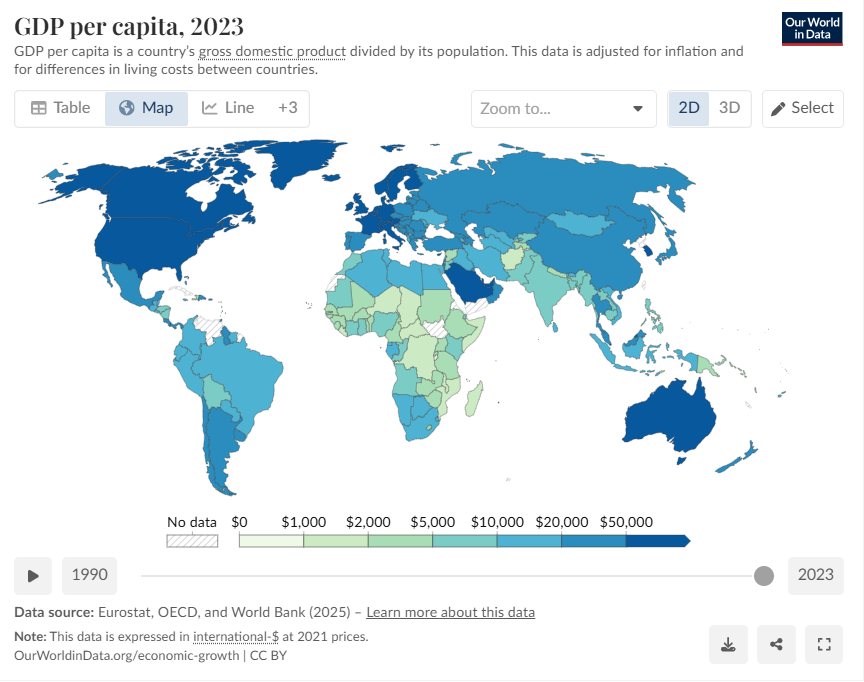 GDP per capita, 2023
Our World
in Data
GDP per capita is a country's gross domestic product divided by its population. This data is adjusted for inflation and
for differences in living costs between countries.
Table
Map
Line
+3
Zoom to...
2D
3D
Select
No data
$0
$1,000
$2,000
$5,000
$10,000
$20,000
$50,000
1990
2023
Data source: Eurostat, OECD, and World Bank (2025) – Learn more about this data
Note: This data is expressed in international-$ at 2021 prices.
OurWorldinData.org/economic-growth | CC BY